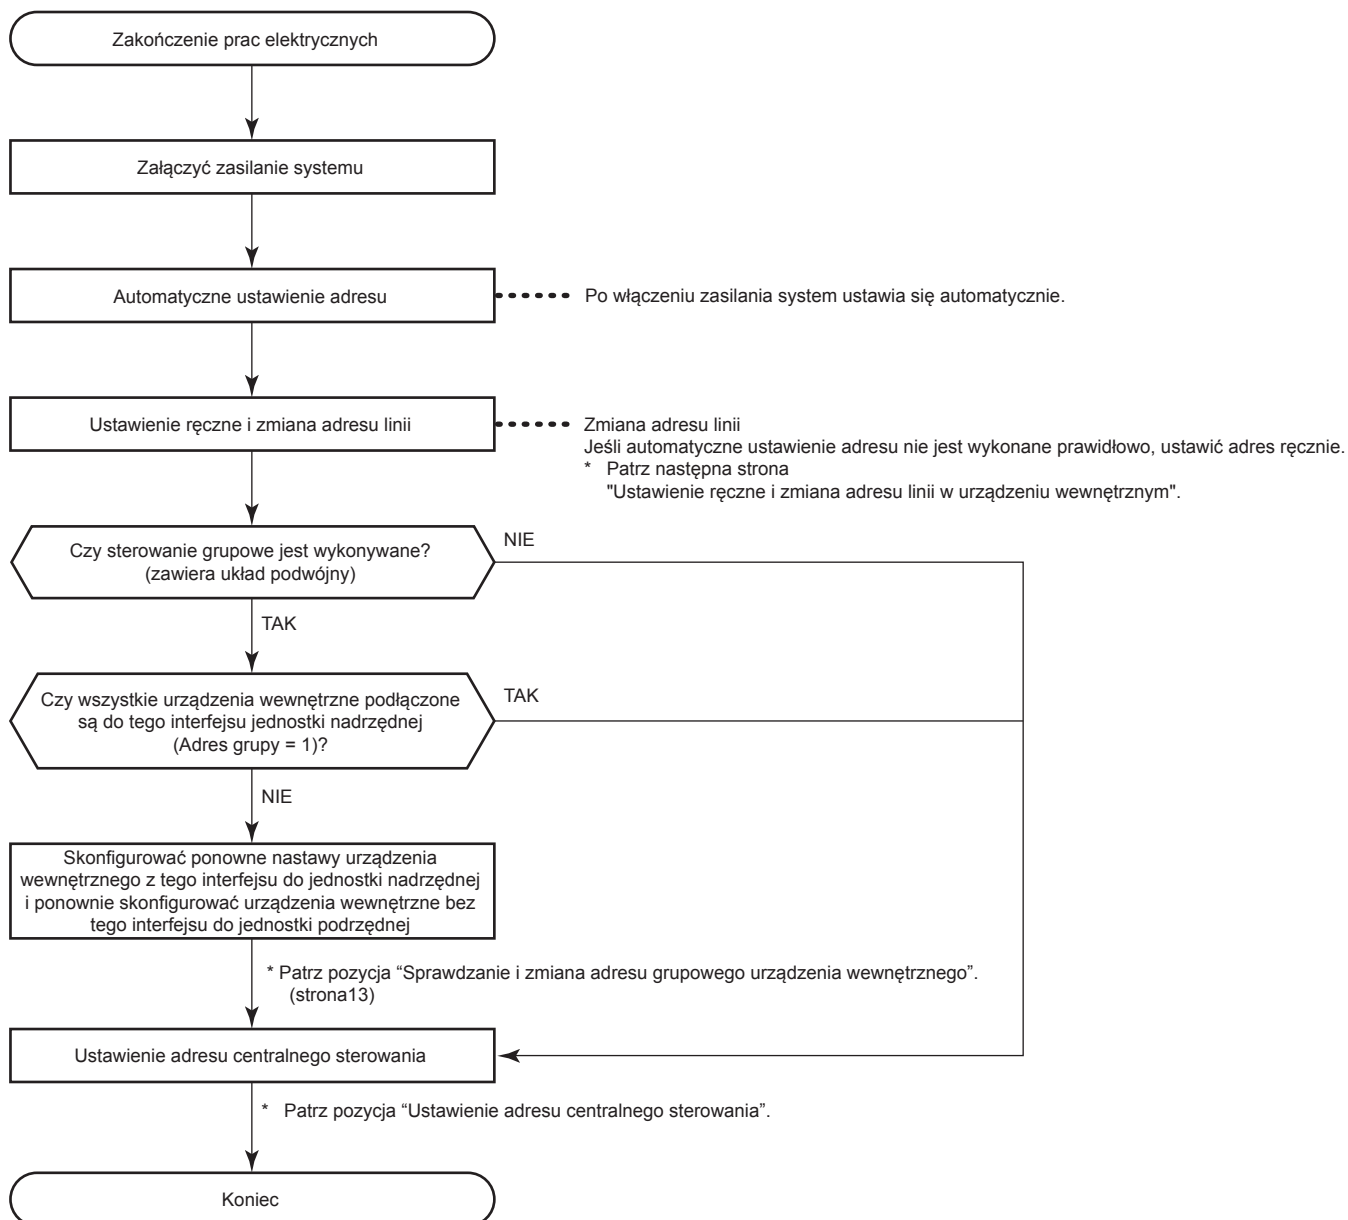 Zakończenie prac elektrycznych
Załączyć zasilanie systemu
Automatyczne ustawienie adresu
Po włączeniu zasilania system ustawia się automatycznie.
Ustawienie ręczne i zmiana adresu linii
Zmiana adresu linii
Jeśli automatyczne ustawienie adresu nie jest wykonane prawidłowo, ustawić adres ręcznie.
* Patrz następna strona
"Ustawienie ręczne i zmiana adresu linii w urządzeniu wewnętrznym".
Czy sterowanie grupowe jest wykonywane?
(zawiera układ podwójny)
NIE
TAK
Czy wszystkie urządzenia wewnętrzne podłączone
są do tego interfejsu jednostki nadrzędnej
(Adres grupy = 1)?
TAK
NIE
Skonfigurować ponowne nastawy urządzenia
wewnętrznego z tego interfejsu do jednostki nadrzędnej
i ponownie skonfigurować urządzenia wewnętrzne bez
tego interfejsu do jednostki podrzędnej
* Patrz pozycja “Sprawdzanie i zmiana adresu grupowego urządzenia wewnętrznego”.
(strona13)
Ustawienie adresu centralnego sterowania
* Patrz pozycja “Ustawienie adresu centralnego sterowania”.
Koniec